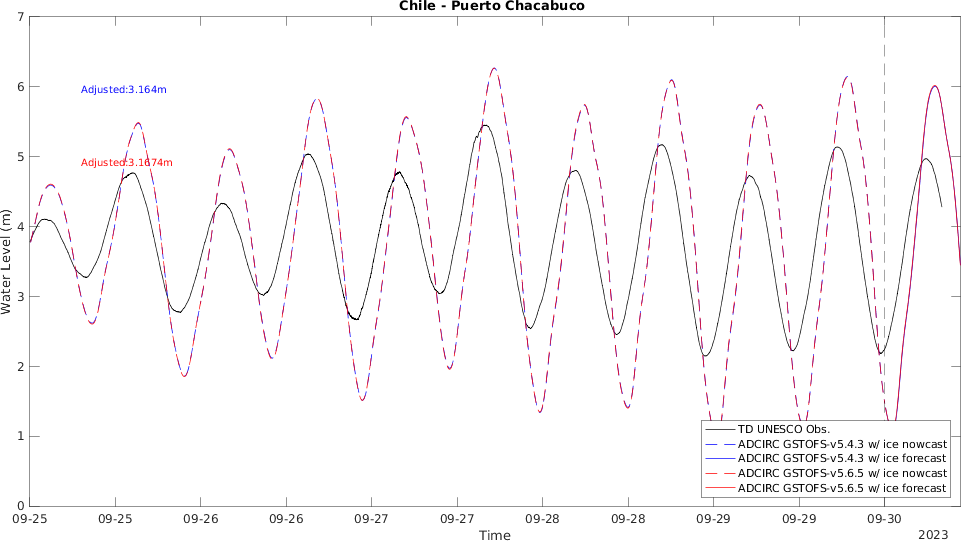 Chile - Puerto Chacabuco
7
6
5
4
3
2
1
0
Water Level (m)
Adjusted:3.164m
Adjusted:3.1674m
TD UNESCO Obs.
ADCIRC GSTOFS-v5.4.3 w/ ice nowcast
ADCIRC GSTOFS-v5.4.3 w/ ice forecast
ADCIRC GSTOFS-v5.6.5 w/ ice nowcast
ADCIRC GSTOFS-v5.6.5 w/ ice forecast
09-25 09-25 09-26 09-26 09-27 09-27 09-28 09-28 09-29 09-29 09-30
Time
2023